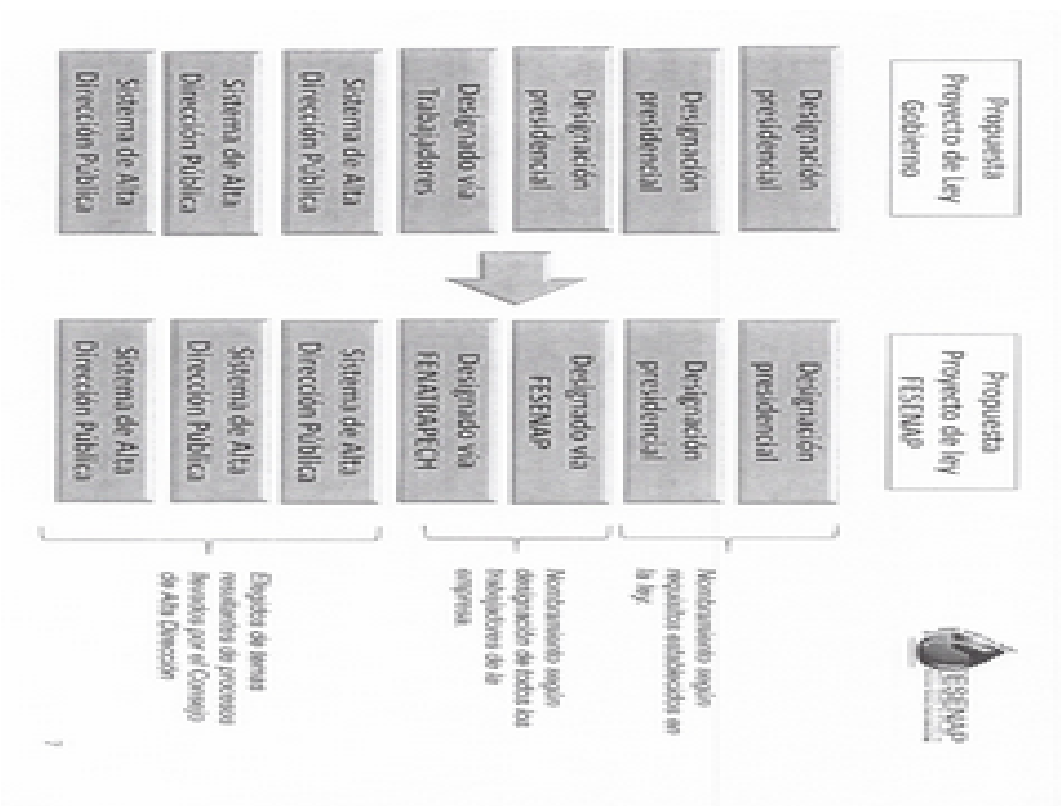 Propuesta
Proyecto de Ley
Gobierno
Designación
presidencial
Designación
presidencial
Designación
presidencial
Designado vía
Trabajadores
Sistema de Alta
Dirección Pública
Sistema de Alta
Dirección Pública
Sistema de Alta
Dirección Pública
Propuesta
Proyecto de ley
FESENAP
Designación
presidencial
Designación
presidencial
Designado vía
FESENAP
Designado vía
FENATRAPECH
Sistema de Alta
Dirección Pública
Sistema de Alta
Dirección Pública
Sistema de Alta
Dirección Pública
Nombramiento según
requisitos establecidos en
la ley.
Nombramiento según
designación de todos los
trabajadores de la
empresa
Elegidos de ternas
resultantes de procesos
llevados por el Consejo
de Alta Dirección
FESENAP
7